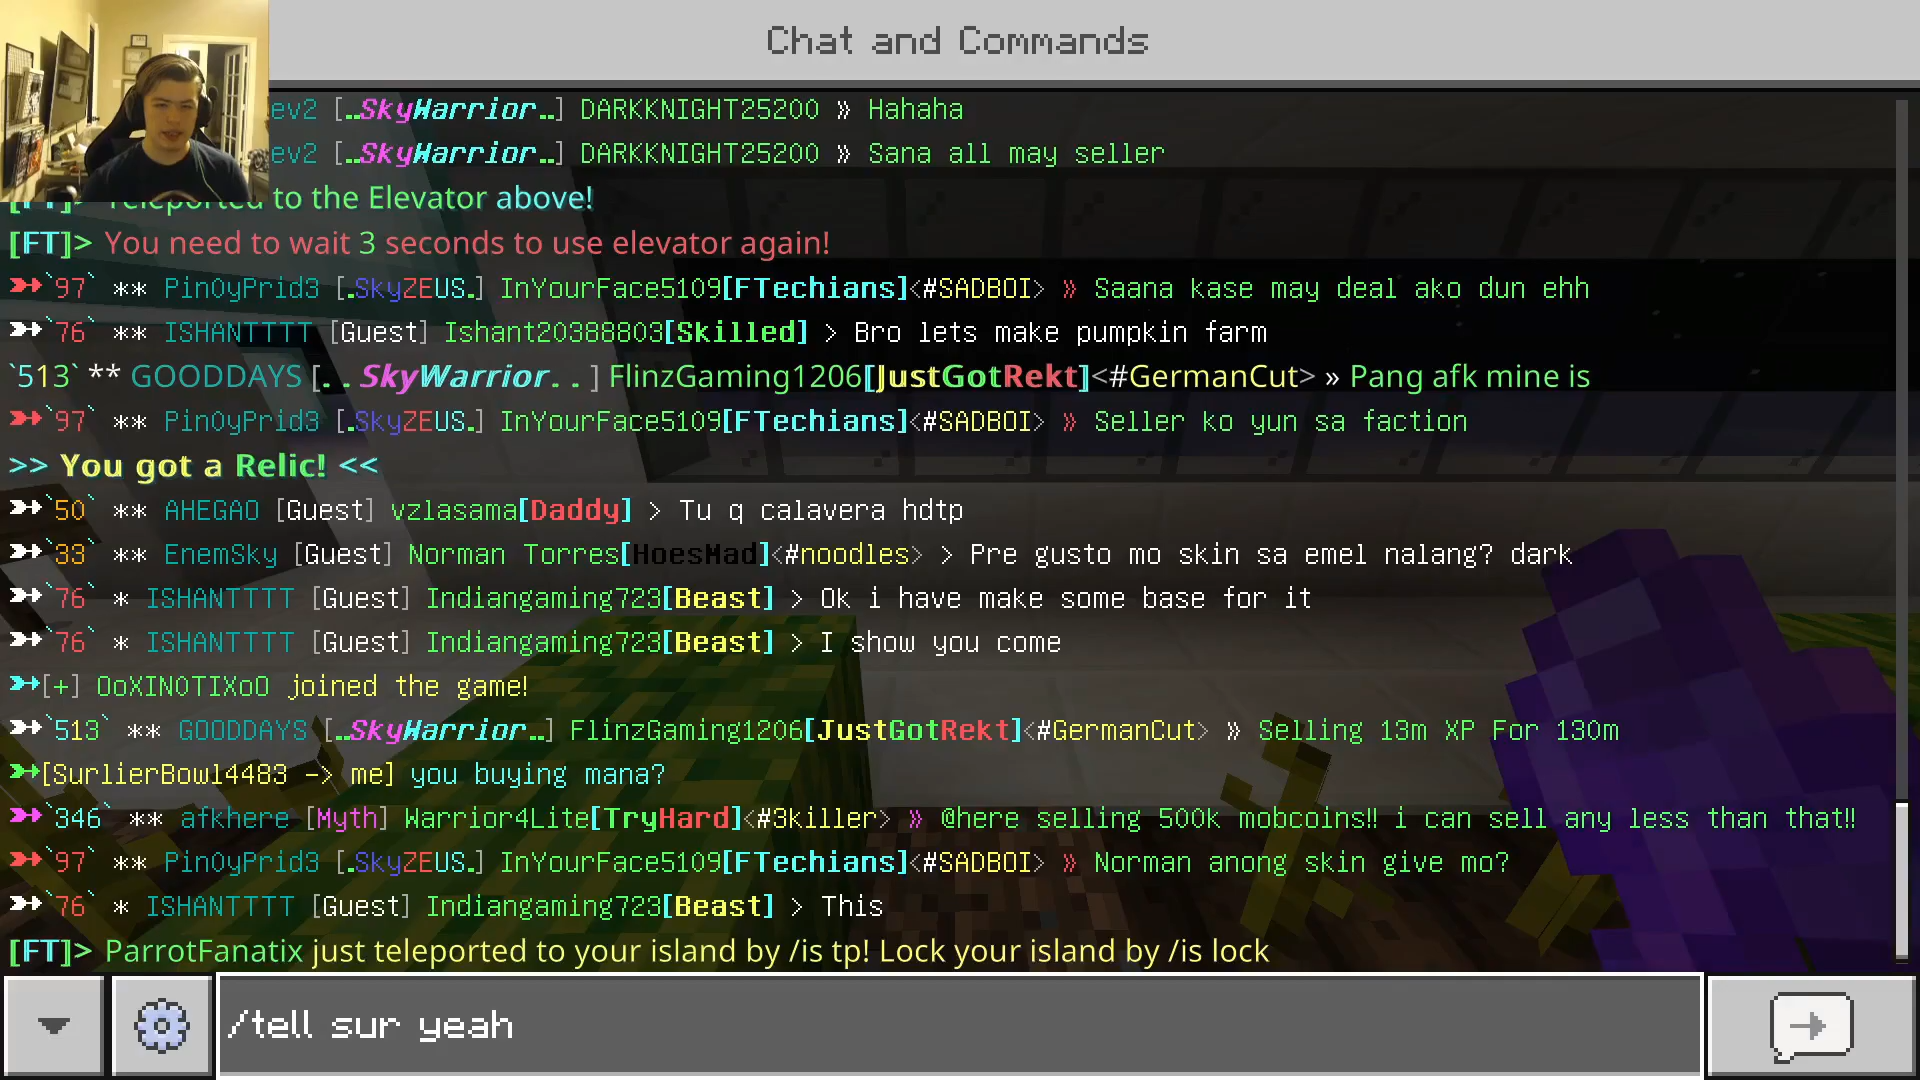 Chat and Commands
ev2 [..SkyWarrior..] DARKKNIGHT25200 » Hahaha
ev2 [..SkyWarrior..] DARKKNIGHT25200 » Sana all may seller
[FT]> Teleported to the Elevator above!
[FT]> You need to wait 3 seconds to use elevator again!
`97` ** PinOyPrid3 [.SkyZEUS.] InYourFace5109[FTechians]<#SADBOI> » Saana kase may deal ako dun ehh
`76` ** ISHANTTTT [Guest] Ishant20388803[Skilled] > Bro lets make pumpkin farm
`513` ** GOODDAYS [. . SkyWarrior. . ] FlinzGaming1206[JustGotRekt]<#GermanCut> » Pang afk mine is
`97` ** PinOyPrid3 [.SkyZEUS.] InYourFace5109[FTechians]<#SADBOI> » Seller ko yun sa faction
>> You got a Relic! <<
`50` ** AHEGAO [Guest] vzlasama[Daddy] > Tu q calavera hdtp
`33` ** EnemSky [Guest] Norman Torres[HoesMad]<#noodles> > Pre gusto mo skin sa emel nalang? dark
`76` * ISHANTTTT [Guest] Indiangaming723[Beast] > Ok i have make some base for it
`76` * ISHANTTTT [Guest] Indiangaming723[Beast] > I show you come
[+] OoXINOTIXoO joined the game!
`513` ** GOODDAYS [..SkyWarrior..] FlinzGaming1206[JustGotRekt]<#GermanCut> » Selling 13m XP For 130m
[SurlierBowl4483 -> me] you buying mana?
`346` ** afkhere [Myth] Warrior4Lite[TryHard]<#3killer> » @here selling 500k mobcoins!! i can sell any less than that!!
`97` ** PinOyPrid3 [.SkyZEUS.] InYourFace5109[FTechians]<#SADBOI> » Norman anong skin give mo?
`76` * ISHANTTTT [Guest] Indiangaming723[Beast] > This
[FT]> ParrotFanatix just teleported to your island by /is tp! Lock your island by /is lock
/tell sur yeah